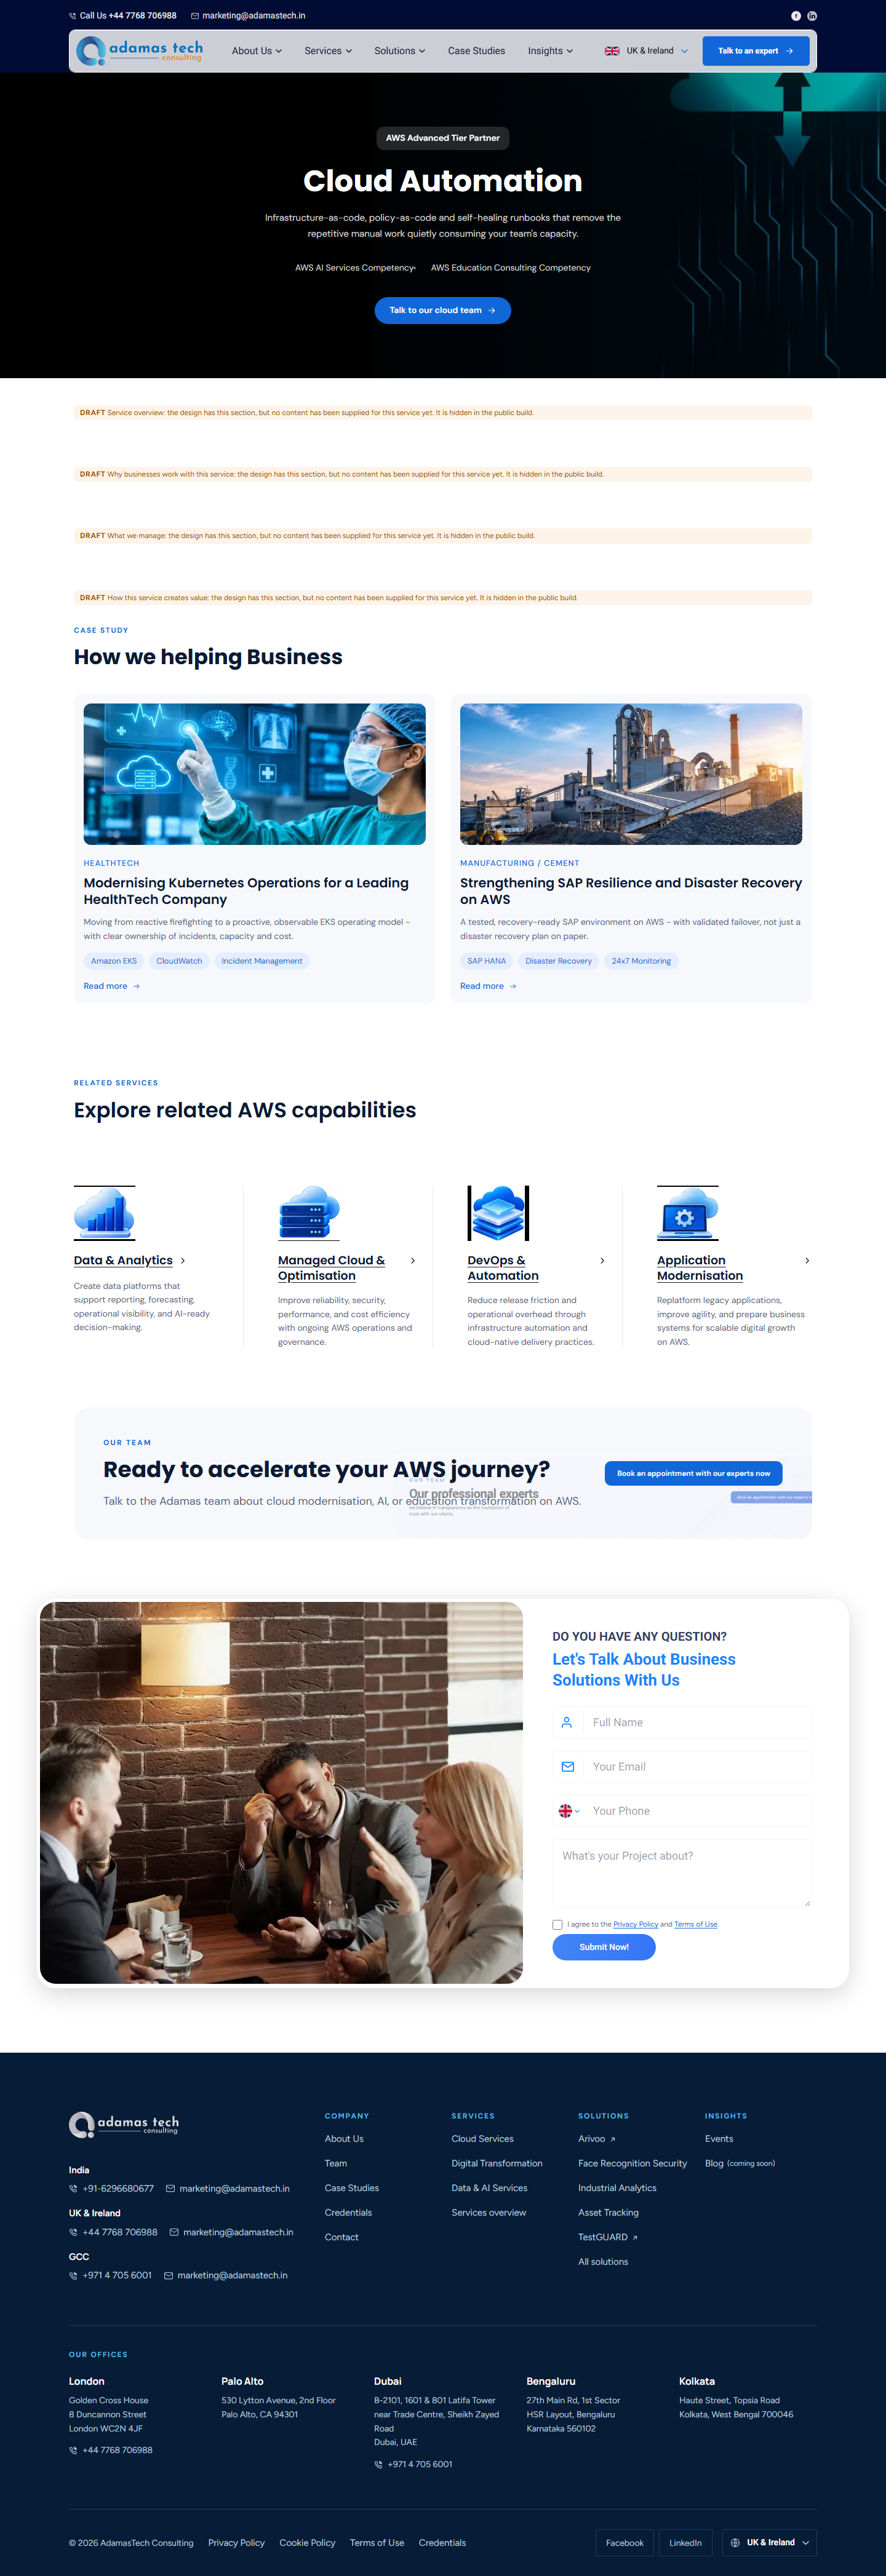 Call Us +44 7768 706988
marketing@adamastech.in
adamas tech
consulting
About Us
Services
Solutions
Case Studies
Insights
UK & Ireland
Talk to an expert
AWS Advanced Tier Partner
Cloud Automation
Infrastructure-as-code, policy-as-code and self-healing runbooks that remove the
repetitive manual work quietly consuming your team's capacity.
AWS AI Services Competency
AWS Education Consulting Competency
Talk to our cloud team
DRAFT Service overview: the design has this section, but no content has been supplied for this service yet. It is hidden in the public build.
DRAFT Why businesses work with this service: the design has this section, but no content has been supplied for this service yet. It is hidden in the public build.
DRAFT What we manage: the design has this section, but no content has been supplied for this service yet. It is hidden in the public build.
DRAFT How this service creates value: the design has this section, but no content has been supplied for this service yet. It is hidden in the public build.
CASE STUDY
How we helping Business
HEALTHTECH
Modernising Kubernetes Operations for a Leading
HealthTech Company
Moving from reactive firefighting to a proactive, observable EKS operating model -
with clear ownership of incidents, capacity and cost.
Amazon EKS
CloudWatch
Incident Management
Read more
MANUFACTURING / CEMENT
Strengthening SAP Resilience and Disaster Recovery
on AWS
A tested, recovery-ready SAP environment on AWS - with validated failover, not just a
disaster recovery plan on paper.
SAP HANA
Disaster Recovery
24x7 Monitoring
Read more
RELATED SERVICES
Explore related AWS capabilities
Data & Analytics
Create data platforms that
support reporting, forecasting,
operational visibility, and AI-ready
decision-making.
Managed Cloud &
Optimisation
Improve reliability, security,
performance, and cost efficiency
with ongoing AWS operations and
governance.
DevOps &
Automation
Reduce release friction and
operational overhead through
infrastructure automation and
cloud-native delivery practices.
Application
Modernisation
Replatform legacy applications,
improve agility, and prepare business
systems for scalable digital growth
on AWS.
OUR TEAM
Ready to accelerate your AWS journey?
Talk to the Adamas team about cloud modernisation, AI, or education transformation on AWS.
Book an appointment with our experts now
OUR TEAM
Our professional experts
we believe in transparency as the foundation of
trust with our clients
Book an appointment with our experts
DO YOU HAVE ANY QUESTION?
Let's Talk About Business
Solutions With Us
Full Name
Your Email
Your Phone
What's your Project about?
I agree to the Privacy Policy and Terms of Use.
Submit Now!
adamas tech
consulting
India
+91-6296680677
marketing@adamastech.in
UK & Ireland
+44 7768 706988
marketing@adamastech.in
GCC
+971 4 705 6001
marketing@adamastech.in
COMPANY
About Us
Team
Case Studies
Credentials
Contact
SERVICES
Cloud Services
Digital Transformation
Data & AI Services
Services overview
SOLUTIONS
Arivoo
Face Recognition Security
Industrial Analytics
Asset Tracking
TestGUARD
All solutions
INSIGHTS
Events
Blog (coming soon)
OUR OFFICES
London
Golden Cross House
8 Duncannon Street
London WC2N 4JF
+44 7768 706988
Palo Alto
530 Lytton Avenue, 2nd Floor
Palo Alto, CA 94301
Dubai
B-2101, 1601 & 801 Latifa Tower
near Trade Centre, Sheikh Zayed
Road
Dubai, UAE
+971 4 705 6001
Bengaluru
27th Main Rd, 1st Sector
HSR Layout, Bengaluru
Karnataka 560102
Kolkata
Haute Street, Topsia Road
Kolkata, West Bengal 700046
© 2026 AdamasTech Consulting
Privacy Policy
Cookie Policy
Terms of Use
Credentials
Facebook
LinkedIn
UK & Ireland